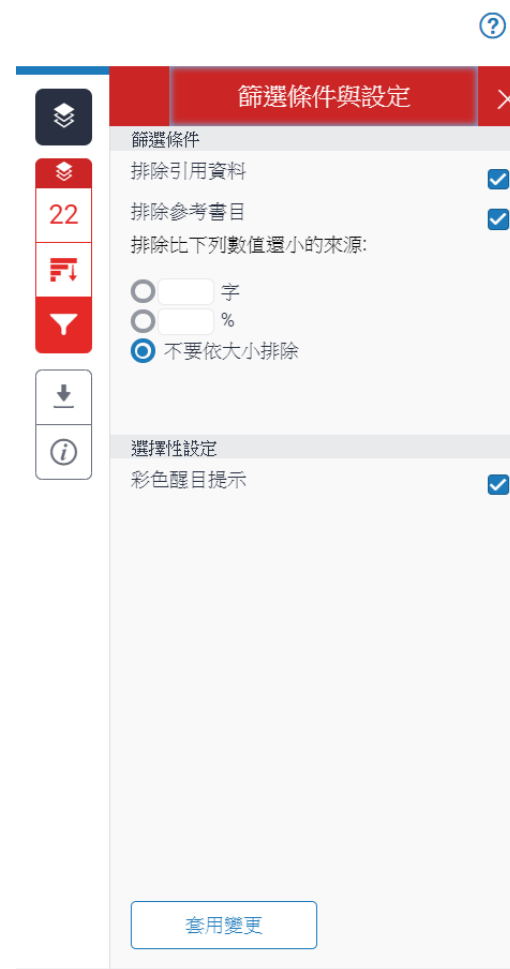 篩選條件與設定
篩選條件
排除引用資料
22
排除參考書目
排除比下列數值還小的來源:
字
%
不要依大小排除
選擇性設定
彩色醒目提示
套用變更